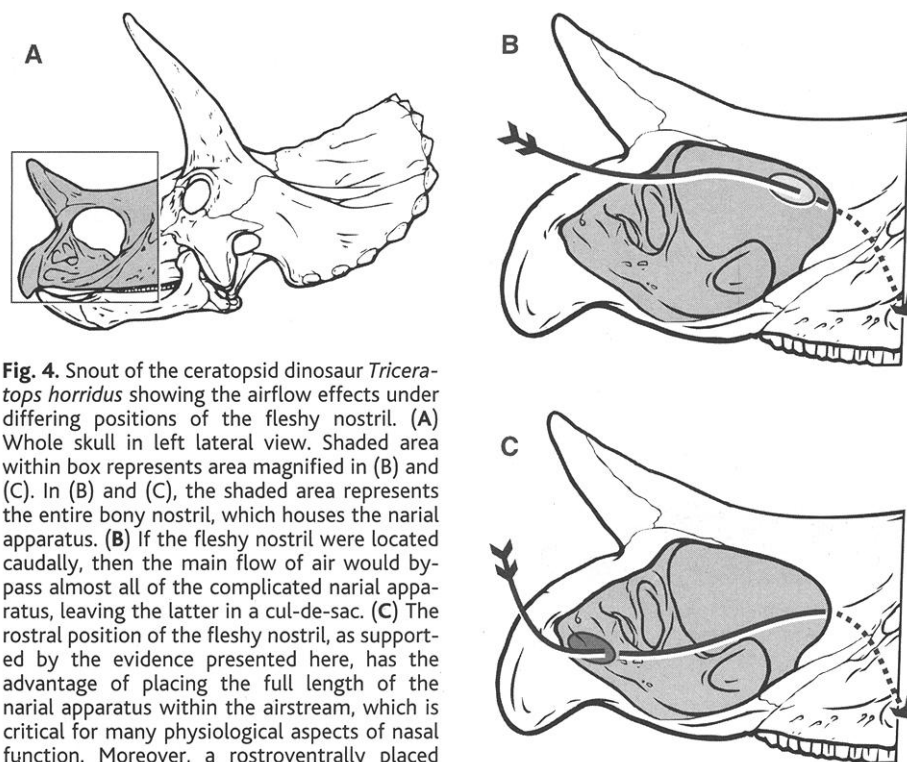 A
B
Fig. 4. Snout of the ceratopsid dinosaur Tricera-
tops horridus showing the airflow effects under
differing positions of the fleshy nostril. (A)
Whole skull in left lateral view. Shaded area
within box represents area magnified in (B) and
(C). In (B) and (C), the shaded area represents
the entire bony nostril, which houses the narial
apparatus. (B) If the fleshy nostril were located
caudally, then the main flow of air would by-
pass almost all of the complicated narial appa-
ratus, leaving the latter in a cul-de-sac. (C) The
rostral position of the fleshy nostril, as support-
ed by the evidence presented here, has the
advantage of placing the full length of the
narial apparatus within the airstream, which is
critical for many physiological aspects of nasal
function. Moreover, a rostroventrally placed
C